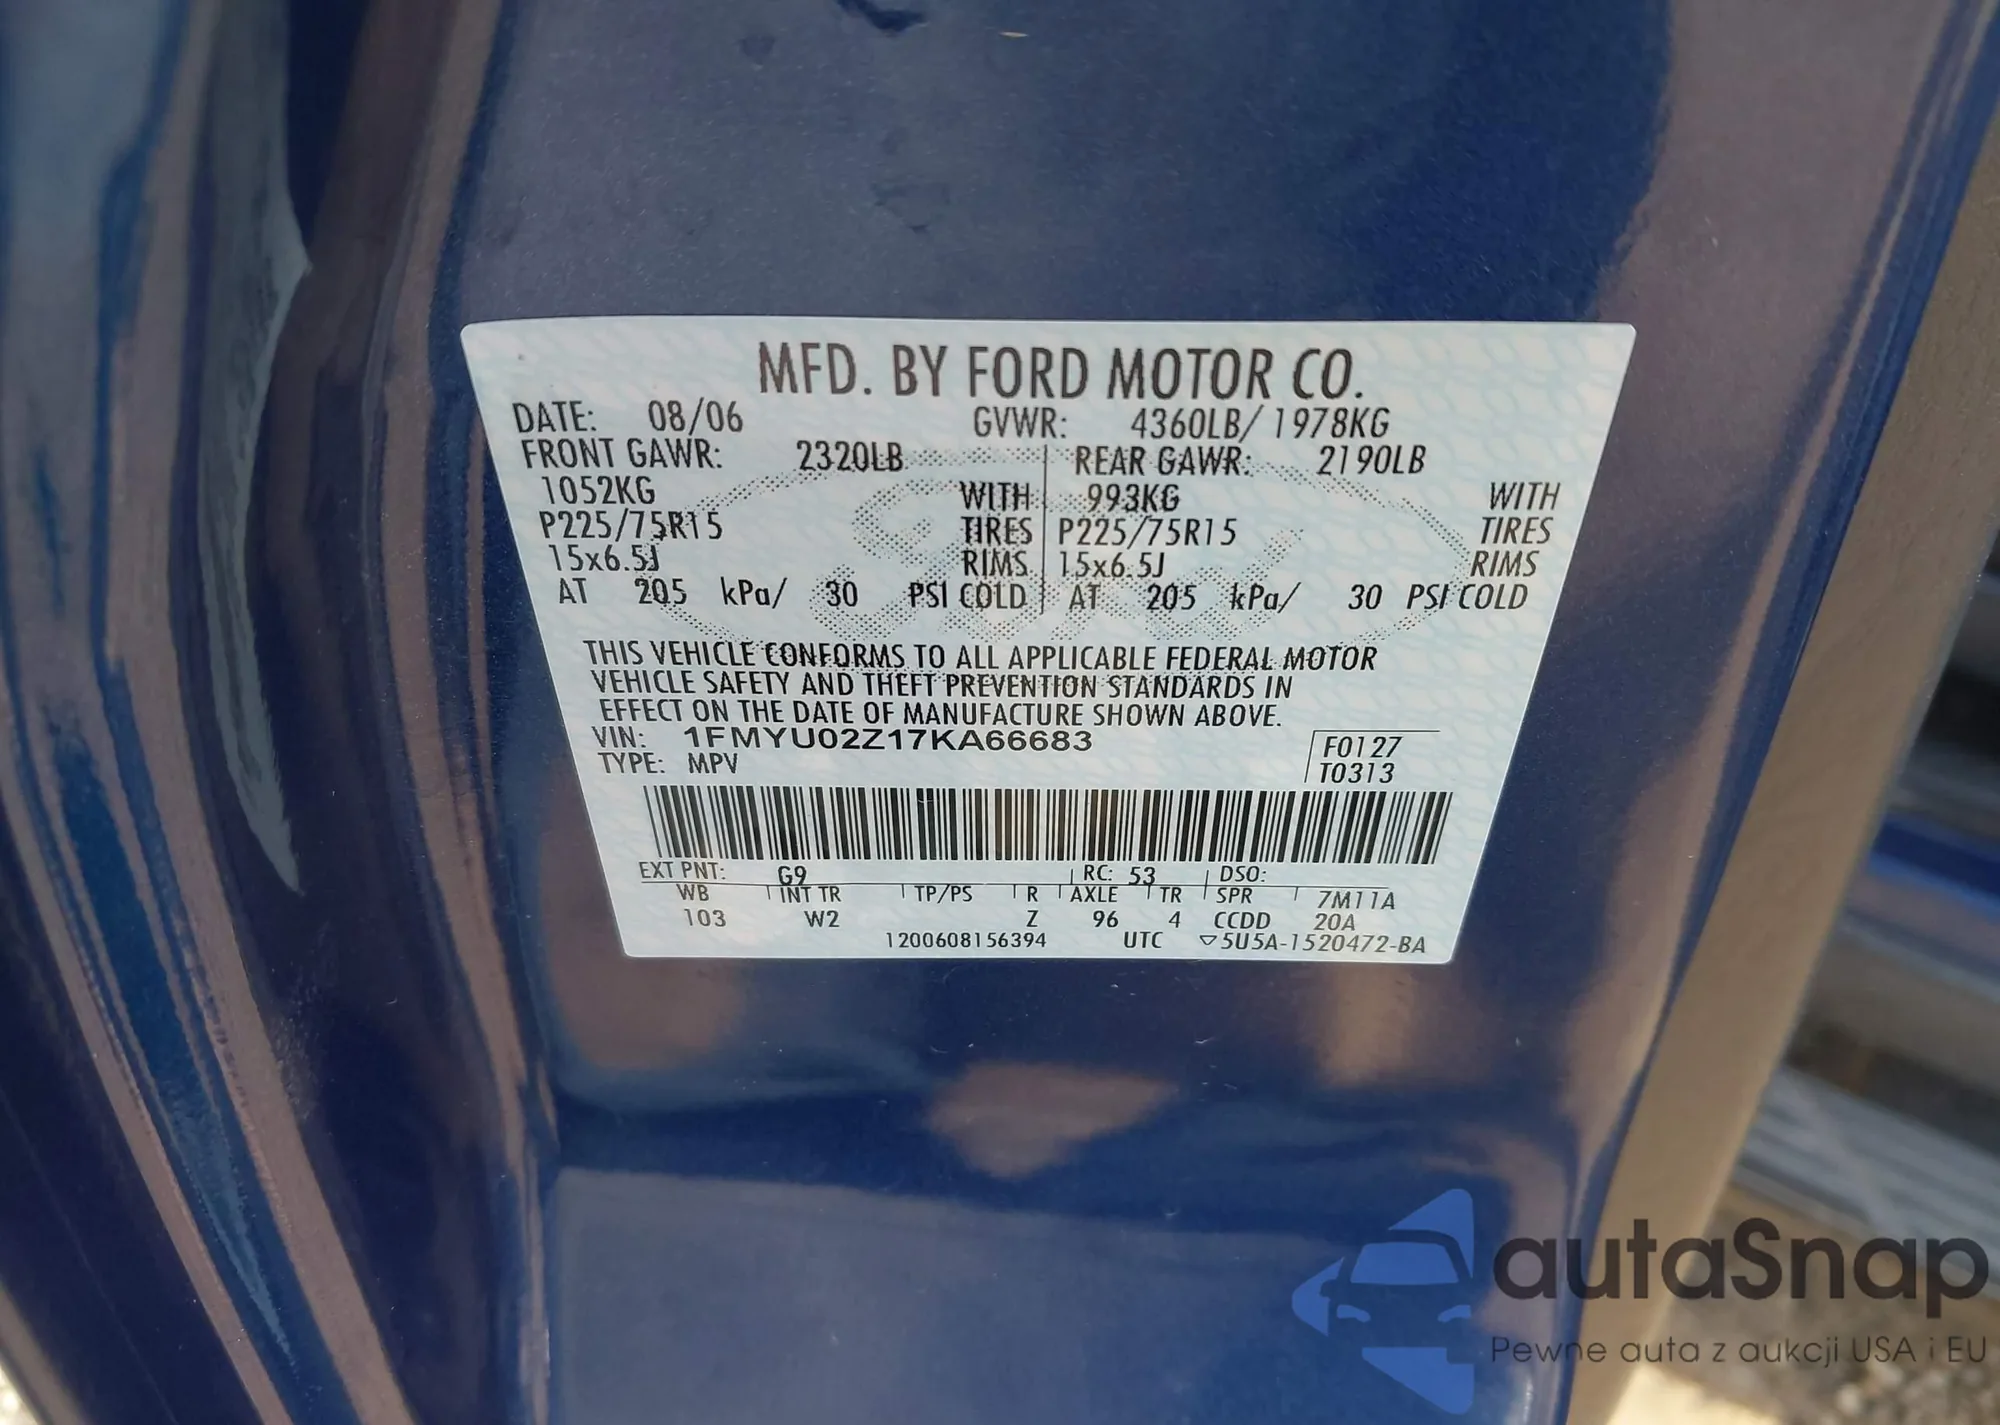 MFD. BY FORD MOTOR CO.
DATE: 08/06 GVWR: 4360LB/ 1978KG
FRONT GAWR: 2320LB REAR GAWR: 2190LB
1052KG WITH 993KG WITH
P225/75R15 TIRES P225/75R15 TIRES
15x6.5J RIMS 15x6.5J RIMS
AT 205 kPa/ 30 PSI COLD AT 205 kPa/ 30 PSI COLD
THIS VEHICLE CONFORMS TO ALL APPLICABLE FEDERAL MOTOR
VEHICLE SAFETY AND THEFT PREVENTION STANDARDS IN
EFFECT ON THE DATE OF MANUFACTURE SHOWN ABOVE.
VIN: 1FMYU02Z17KA66683 F0127
TYPE: MPV T0313
EXT PNT: G9 RC: 53 DSO:
WB INT TR TP/PS R AXLE TR SPR 7M11A
103 W2 Z 96 4 CCDD 20A
1200608156394 UTC ▽5U5A-1520472-BA
autaSnap
Pewne auta z aukcji USA i EU